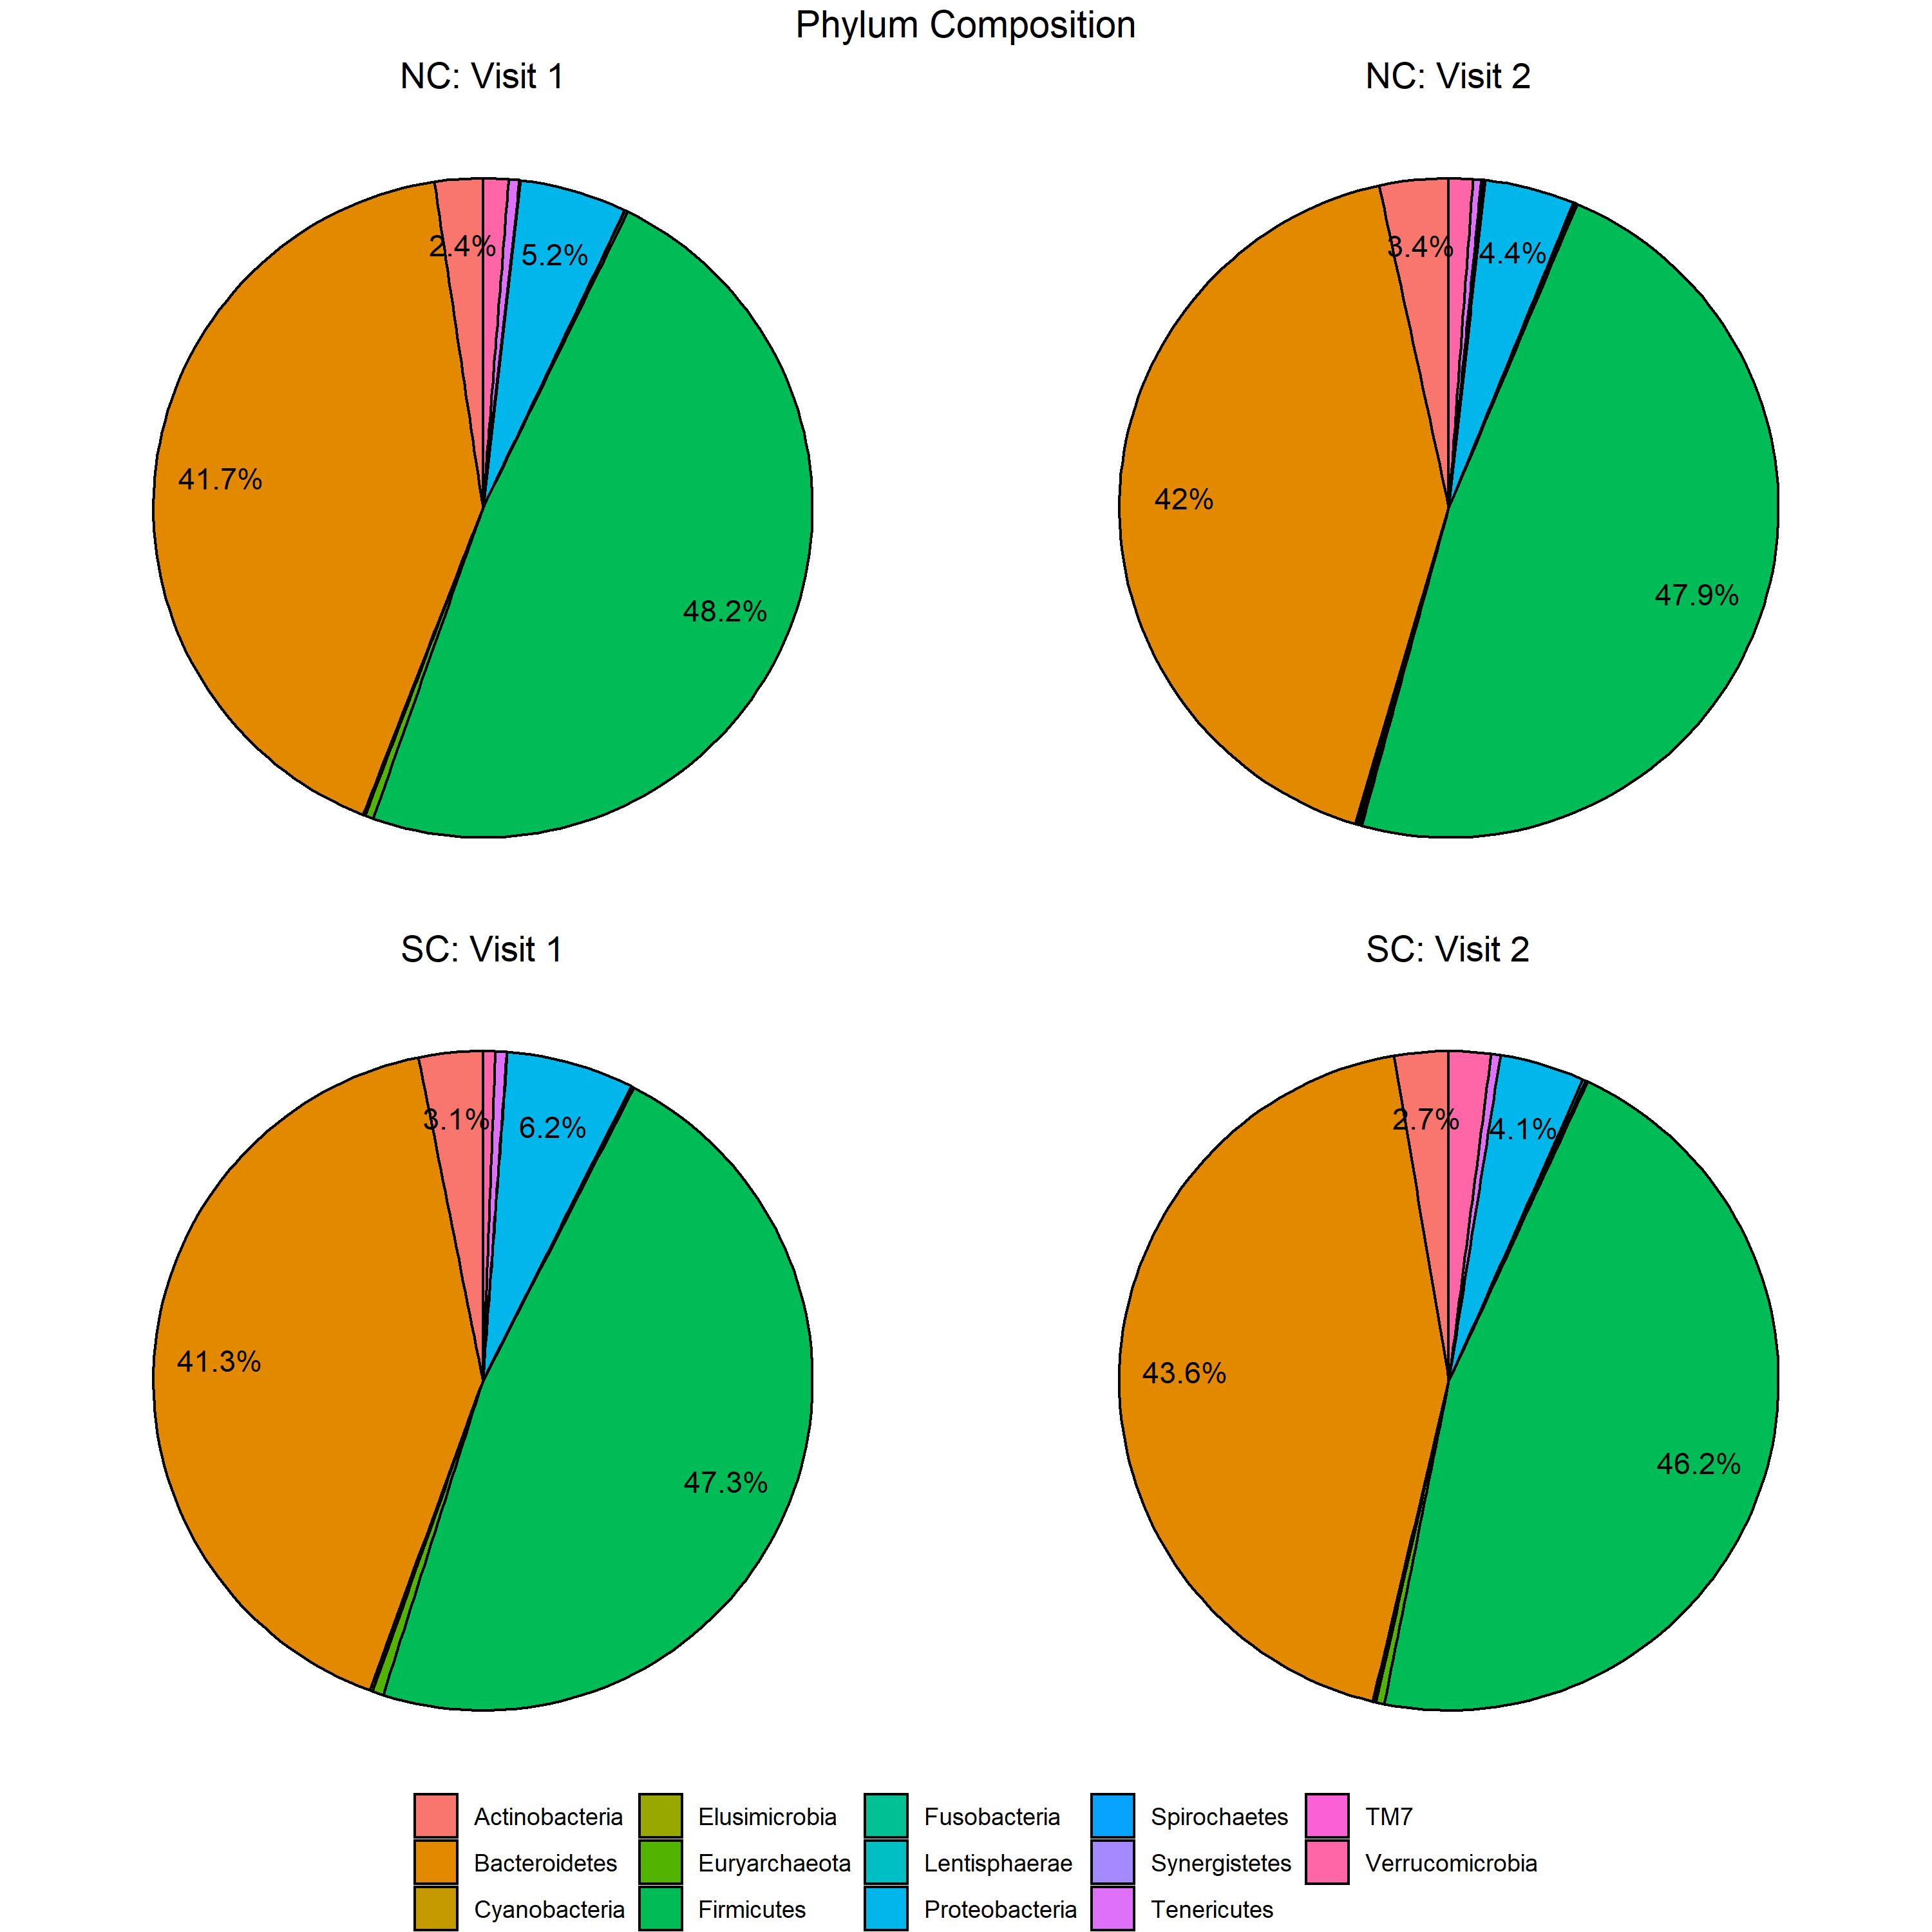 Phylum Composition
NC: Visit 1
NC: Visit 2
2.4%
5.2%
41.7%
48.2%
3.4%
4.4%
42%
47.9%
SC: Visit 1
SC: Visit 2
3.1%
6.2%
41.3%
47.3%
2.7%
4.1%
43.6%
46.2%
Actinobacteria
Bacteroidetes
Cyanobacteria
Elusimicrobia
Euryarchaeota
Firmicutes
Fusobacteria
Lentisphaerae
Proteobacteria
Spirochaetes
Synergistetes
Tenericutes
TM7
Verrucomicrobia